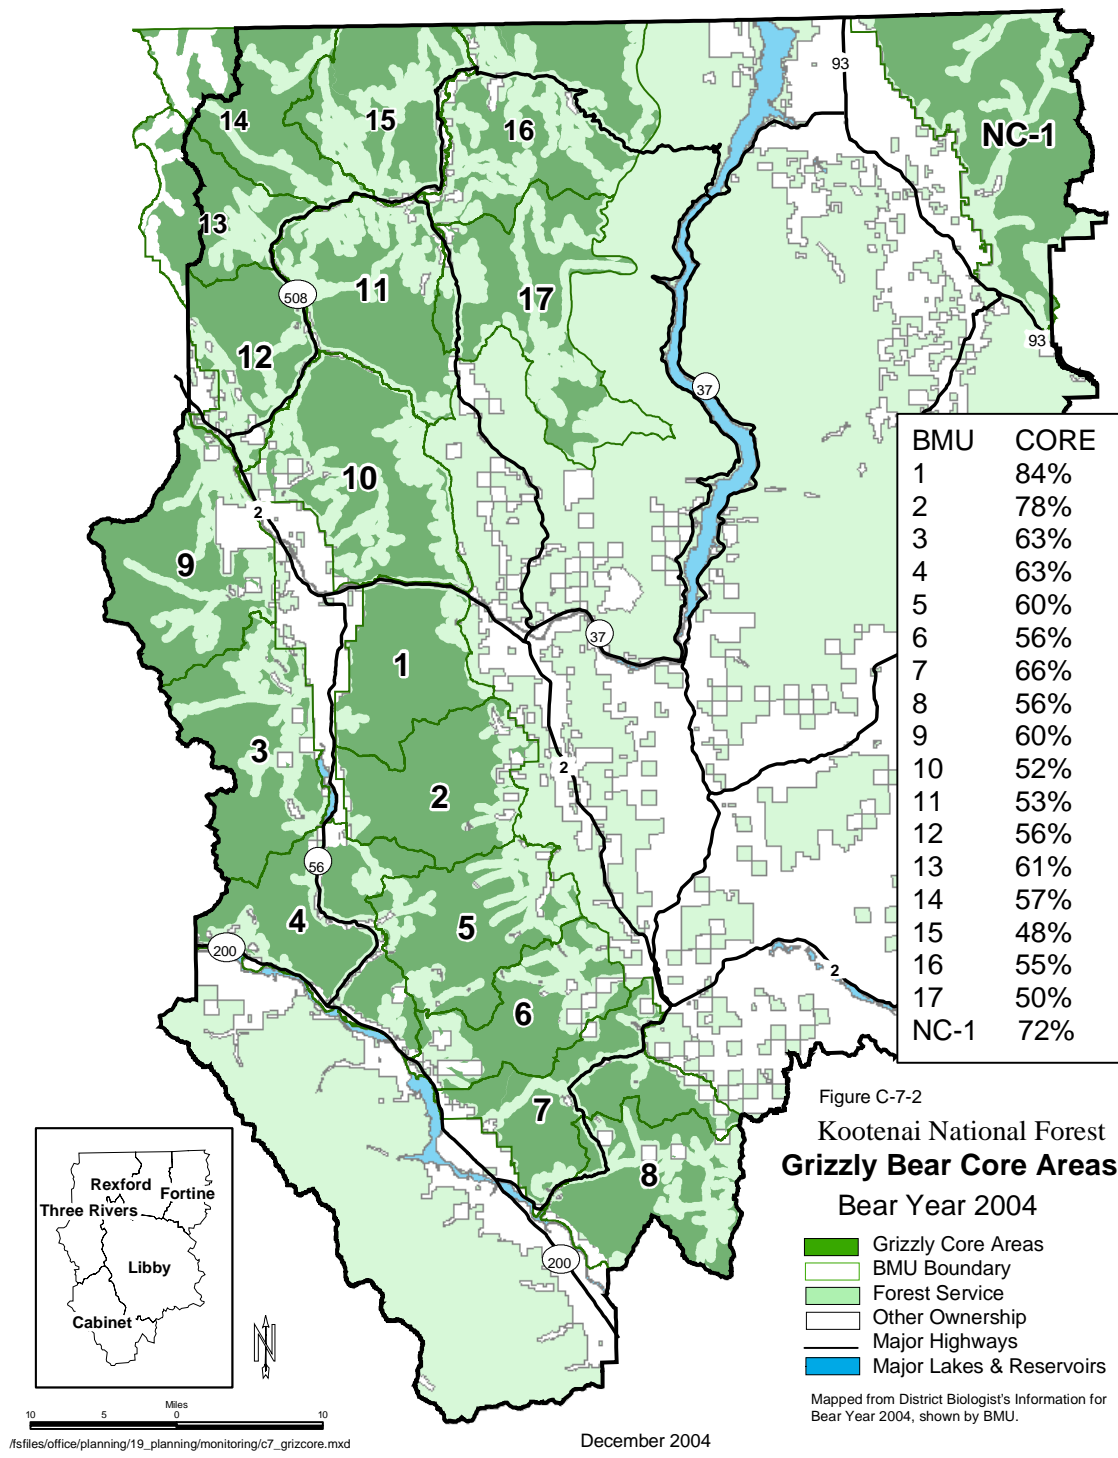 93
14
15
16
NC-1
13
11
508
17
12
93
37
10
2
9
37
1
3
2
2
56
4
5
200
2
6
7
8
200
BMU CORE
1 84%
2 78%
3 63%
4 63%
5 60%
6 56%
7 66%
8 56%
9 60%
10 52%
11 53%
12 56%
13 61%
14 57%
15 48%
16 55%
17 50%
NC-1 72%
Figure C-7-2
Kootenai National Forest
Grizzly Bear Core Areas
Bear Year 2004
Grizzly Core Areas
BMU Boundary
Forest Service
Other Ownership
Major Highways
Major Lakes & Reservoirs
Mapped from District Biologist's Information for
Bear Year 2004, shown by BMU.
Rexford
Fortine
Three Rivers
Libby
Cabinet
N
Miles
10 5 0 10
/fsfiles/office/planning/19_planning/monitoring/c7_grizcore.mxd
December 2004